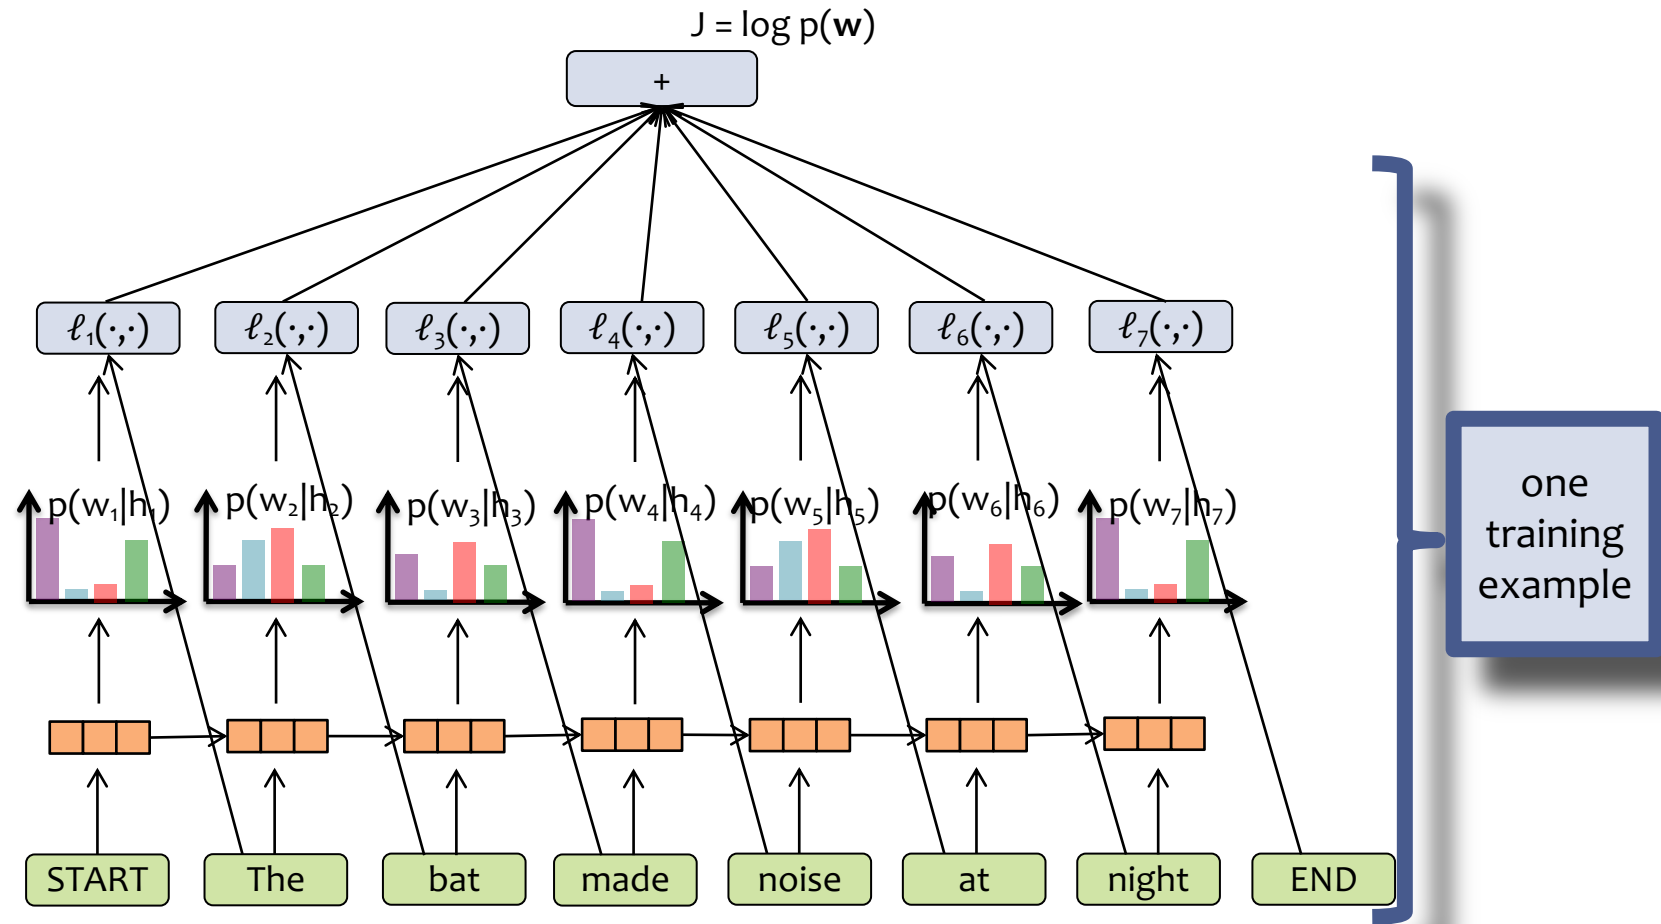 J = log p(w)
+
ℓ₁(·,·) ℓ₂(·,·) ℓ₃(·,·) ℓ₄(·,·) ℓ₅(·,·) ℓ₆(·,·) ℓ₇(·,·)
p(w₁|h₁) p(w₂|h₂) p(w₃|h₃) p(w₄|h₄) p(w₅|h₅) p(w₆|h₆) p(w₇|h₇)
one
training
example
START The bat made noise at night END